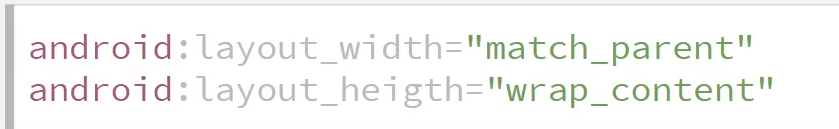 android:layout_width="match_parent"
android:layout_heigth="wrap_content"